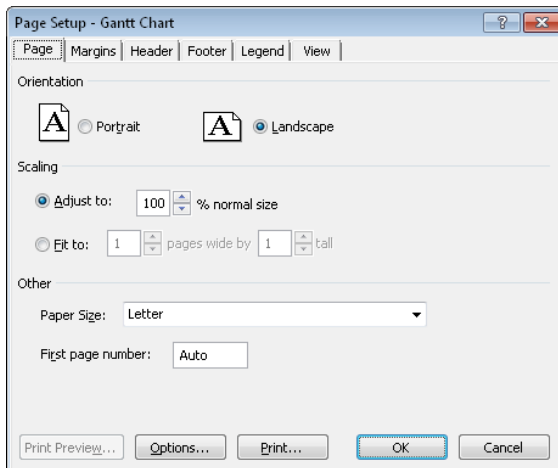 Page Setup - Gantt Chart
Page Margins Header Footer Legend View
Orientation
A Portrait A Landscape
Scaling
Adjust to: 100 % normal size
Fit to: 1 pages wide by 1 tall
Other
Paper Size: Letter
First page number: Auto
Print Preview... Options... Print... OK Cancel